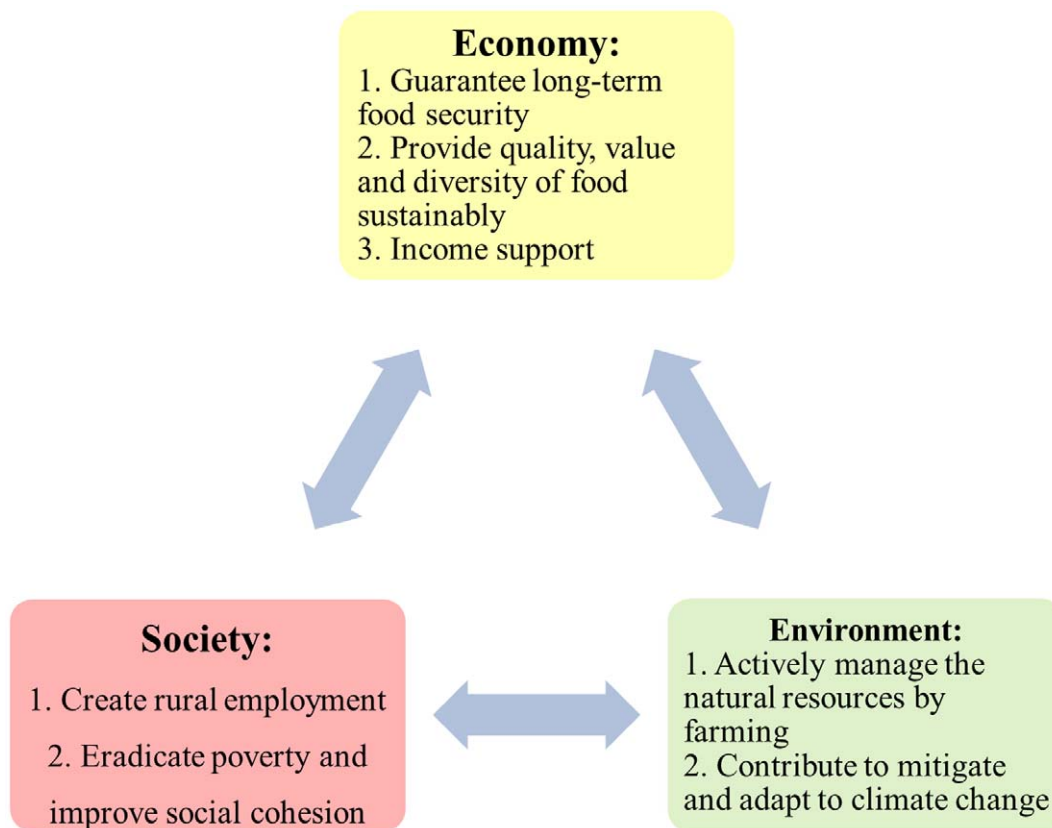 Economy:
1. Guarantee long-term
food security
2. Provide quality, value
and diversity of food
sustainably
3. Income support
Society:
1. Create rural employment
2. Eradicate poverty and
improve social cohesion
Environment:
1. Actively manage the
natural resources by
farming
2. Contribute to mitigate
and adapt to climate change